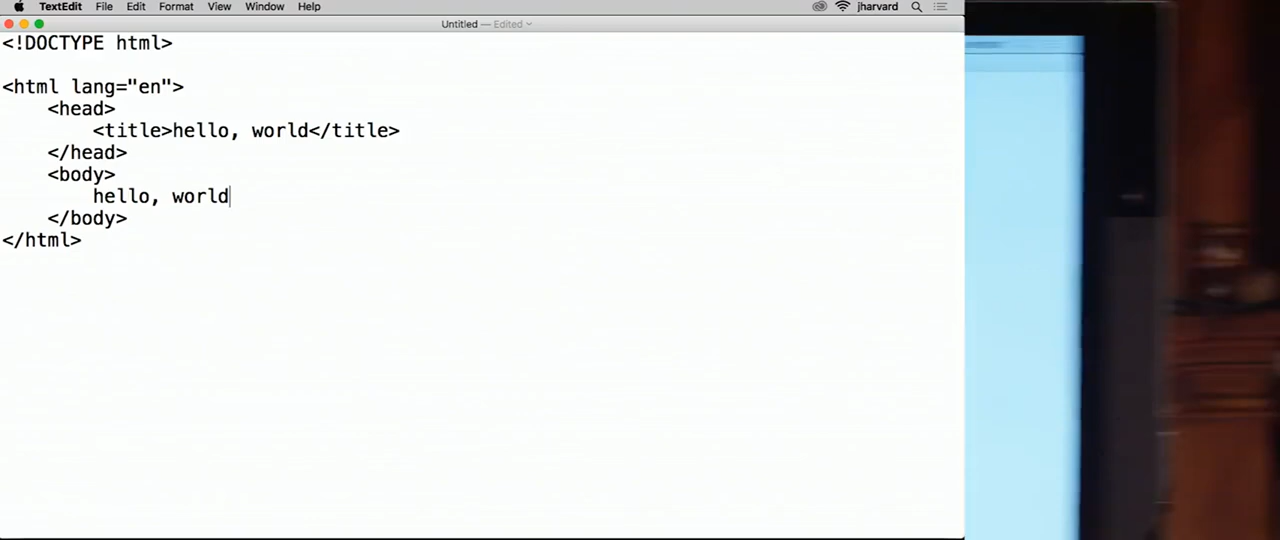 TextEdit File Edit Format View Window Help jharvard
Untitled — Edited
<!DOCTYPE html>
<html lang="en">
<head>
<title>hello, world</title>
</head>
<body>
hello, world
</body>
</html>